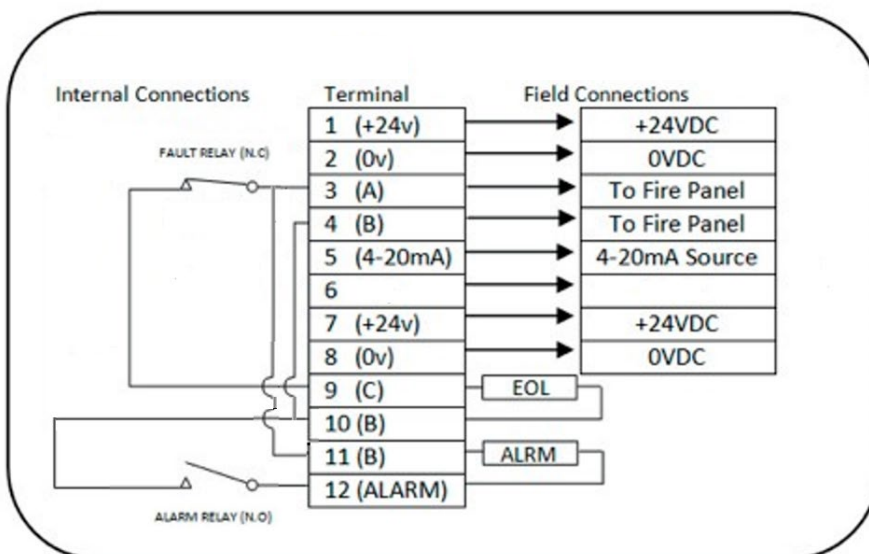 Internal Connections Terminal Field Connections
1 (+24v) +24VDC
FAULT RELAY (N.C)
2 (0v) 0VDC
3 (A) To Fire Panel
4 (B) To Fire Panel
5 (4-20mA) 4-20mA Source
6
7 (+24v) +24VDC
8 (0v) 0VDC
9 (C) EOL
10 (B)
11 (B) ALRM
12 (ALARM)
ALARM RELAY (N.O)